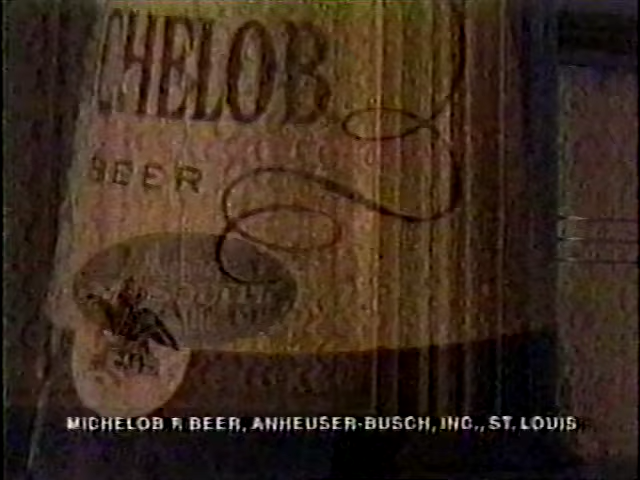 CHELOB
BEER
MICHELOB ® BEER, ANHEUSER-BUSCH, INC., ST. LOUIS